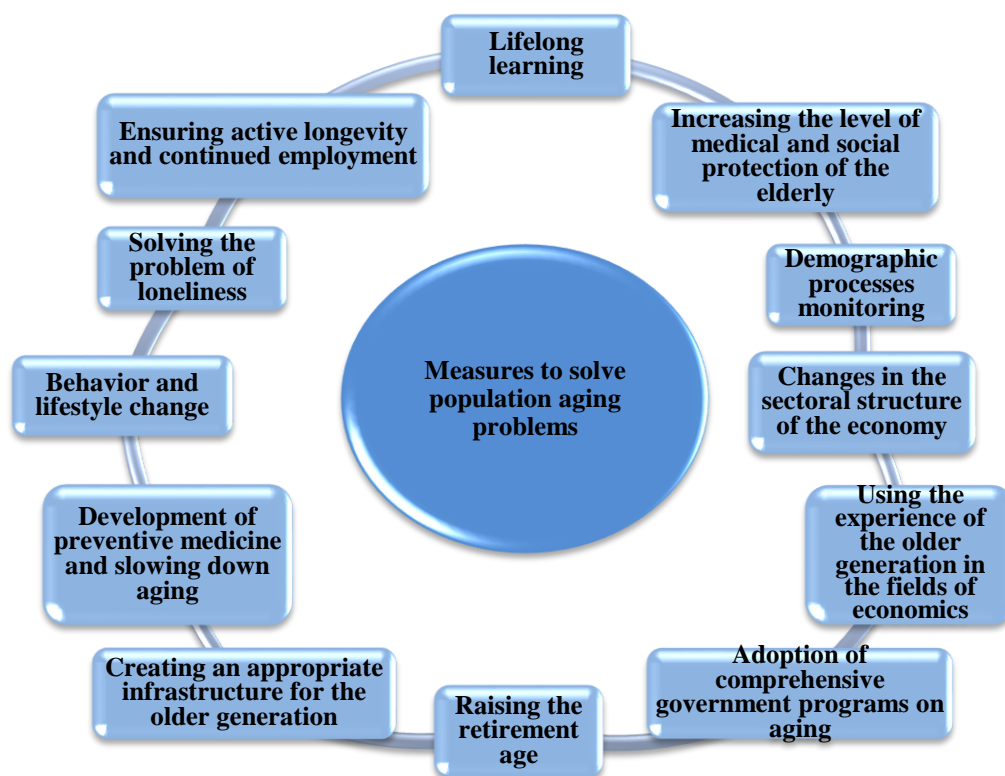 Lifelong
learning
Increasing the level of
medical and social
protection of the
elderly
Demographic
processes
monitoring
Changes in the
sectoral structure
of the economy
Using the
experience of
the older
generation in
the fields of
economics
Adoption of
comprehensive
government programs on
aging
Raising the
retirement
age
Creating an appropriate
infrastructure for the
older generation
Development of
preventive medicine
and slowing down
aging
Behavior and
lifestyle change
Solving the
problem of
loneliness
Ensuring active longevity
and continued employment
Measures to solve
population aging
problems